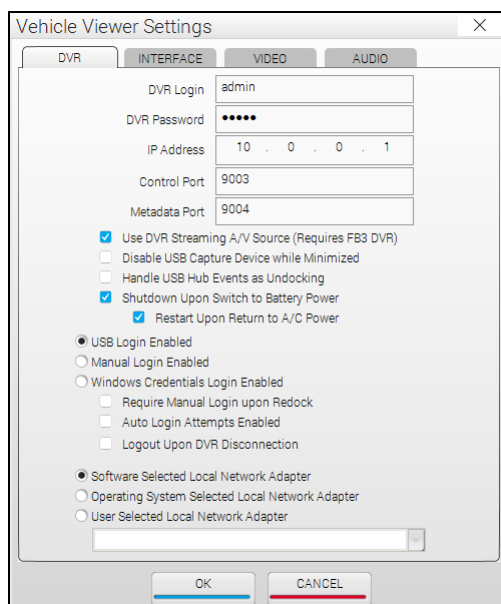 Vehicle Viewer Settings
DVR INTERFACE VIDEO AUDIO
DVR Login admin
DVR Password •••••
IP Address 10 . 0 . 0 . 1
Control Port 9003
Metadata Port 9004
Use DVR Streaming A/V Source (Requires FB3 DVR)
Disable USB Capture Device while Minimized
Handle USB Hub Events as Undocking
Shutdown Upon Switch to Battery Power
Restart Upon Return to A/C Power
USB Login Enabled
Manual Login Enabled
Windows Credentials Login Enabled
Require Manual Login upon Redock
Auto Login Attempts Enabled
Logout Upon DVR Disconnection
Software Selected Local Network Adapter
Operating System Selected Local Network Adapter
User Selected Local Network Adapter
OK CANCEL